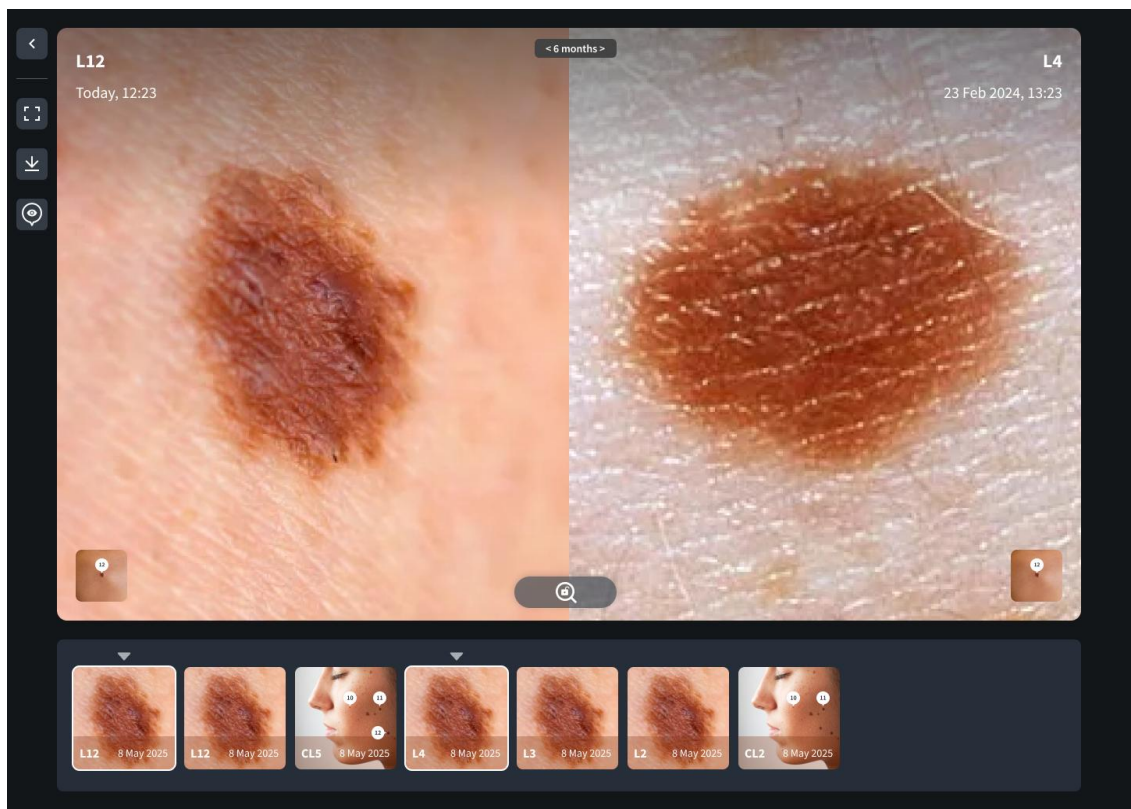 L12
Today, 12:23
< 6 months >
L4
23 Feb 2024, 13:23
12
12
L12 8 May 2025
L12 8 May 2025
10
11
12
CL5 8 May 2025
L4 8 May 2025
L3 8 May 2025
L2 8 May 2025
10
11
CL2 8 May 2025